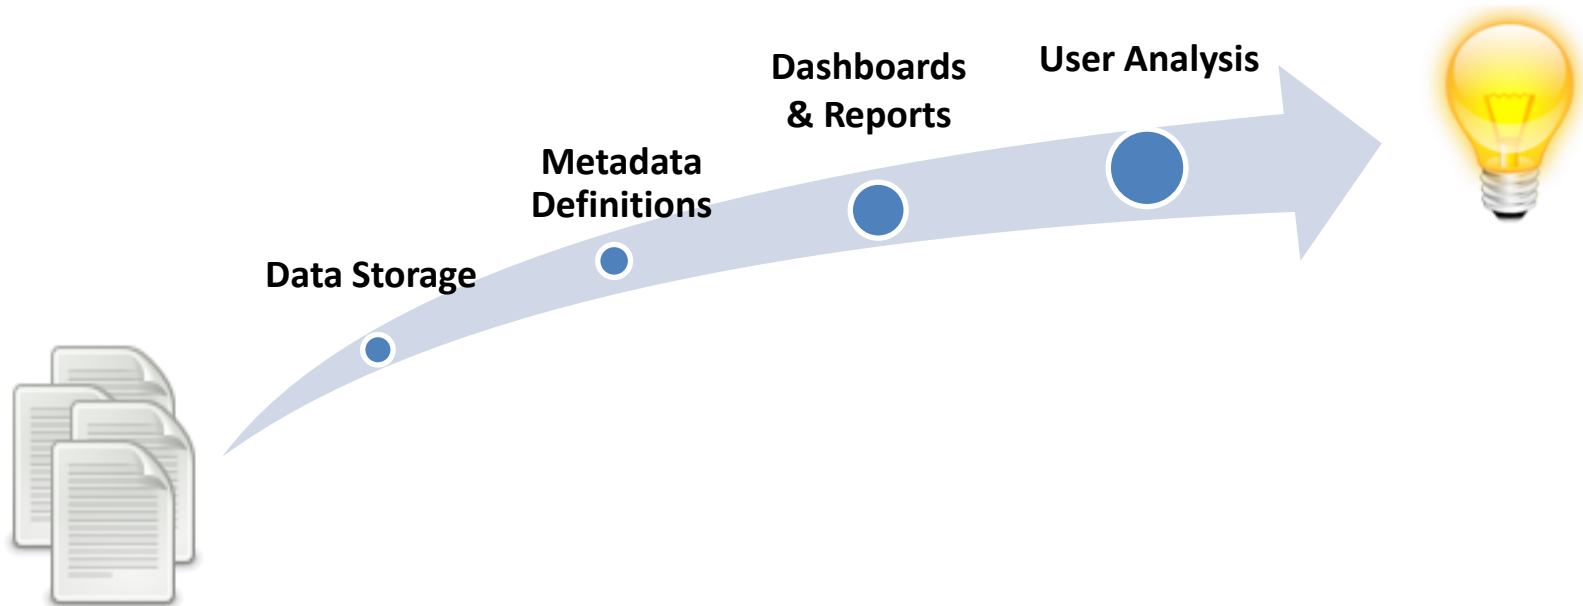 Data Storage
Metadata
Definitions
Dashboards
& Reports
User Analysis